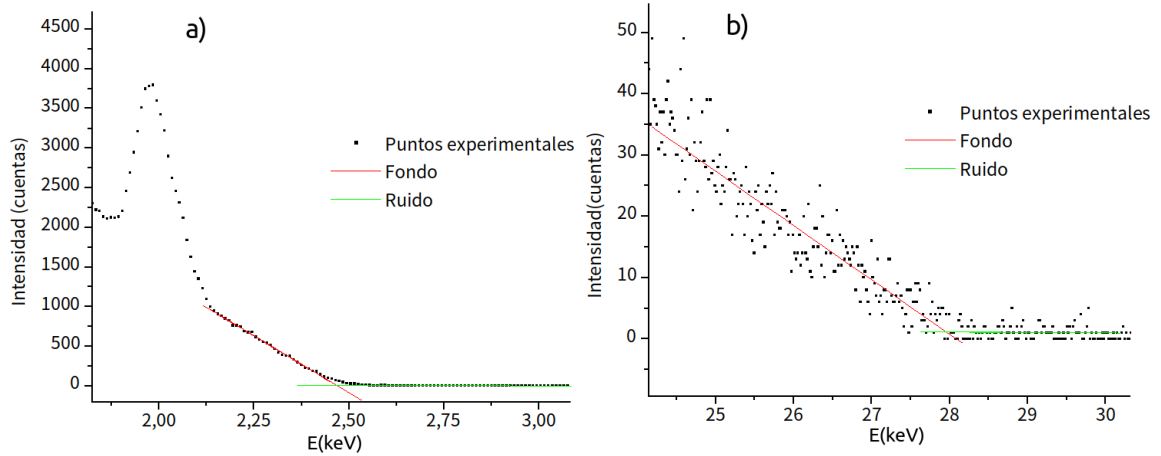 a)
4500
4000
3500
3000
2500
2000
1500
1000
500
0
Intensidad (cuentas)
Puntos experimentales
Fondo
Ruido
2,00 2,25 2,50 2,75 3,00
E(keV)
b)
50
40
30
20
10
0
Intensidad(cuentas)
Puntos experimentales
Fondo
Ruido
25 26 27 28 29 30
E(keV)